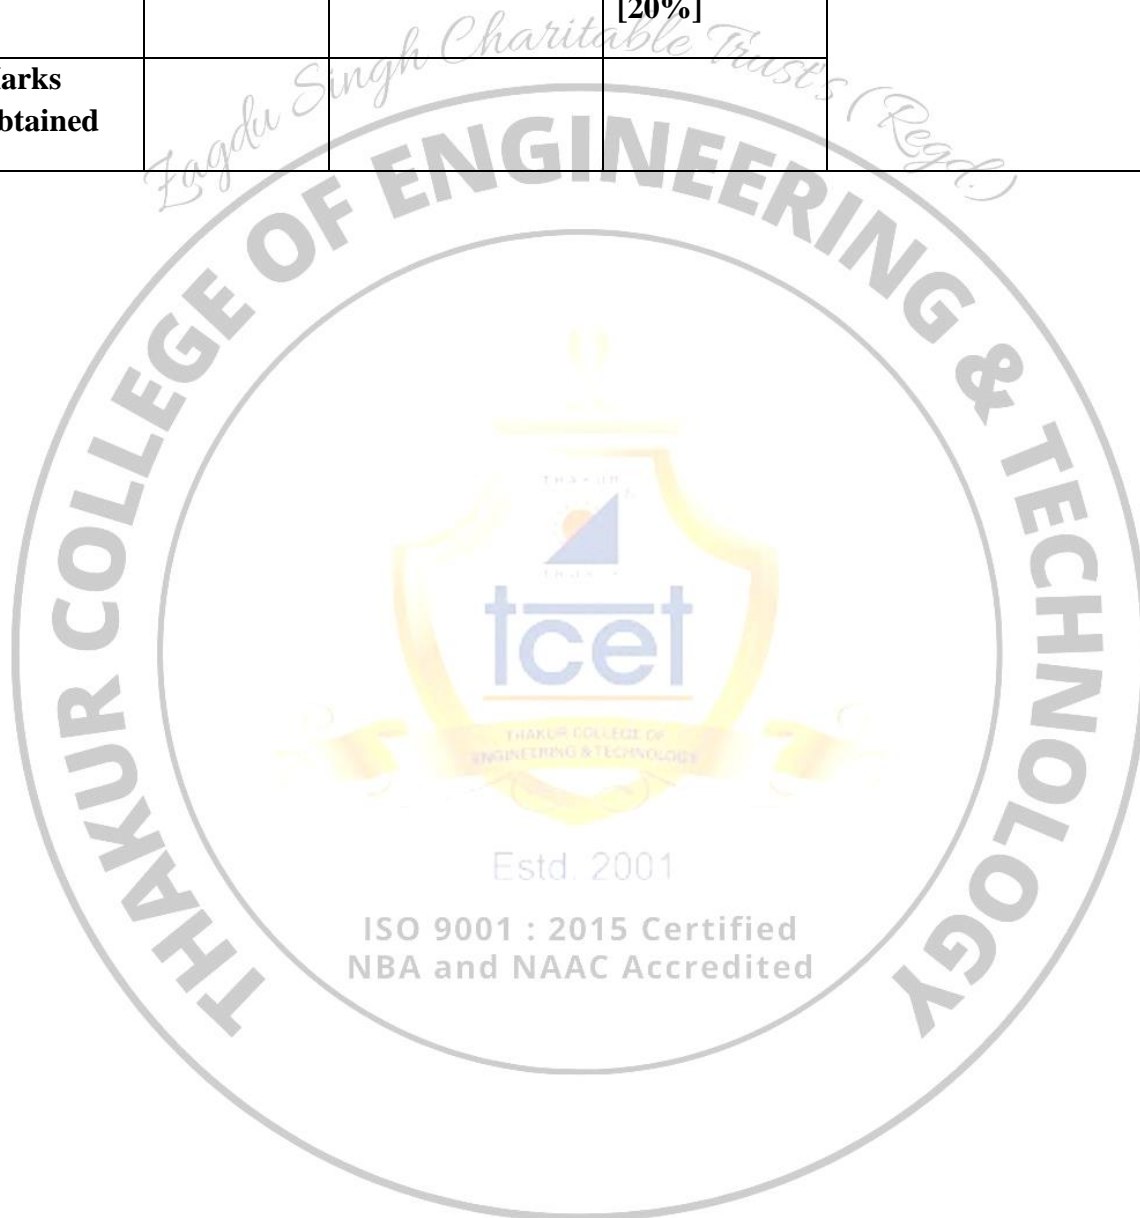 [20%]
arks
btained
Zagdu Singh Charitable Trust's (Regd.)
THAKUR COLLEGE OF ENGINEERING & TECHNOLOGY
THAKUR
tcet
THAKUR COLLEGE OF
ENGINEERING & TECHNOLOGY
Estd. 2001
ISO 9001 : 2015 Certified
NBA and NAAC Accredited